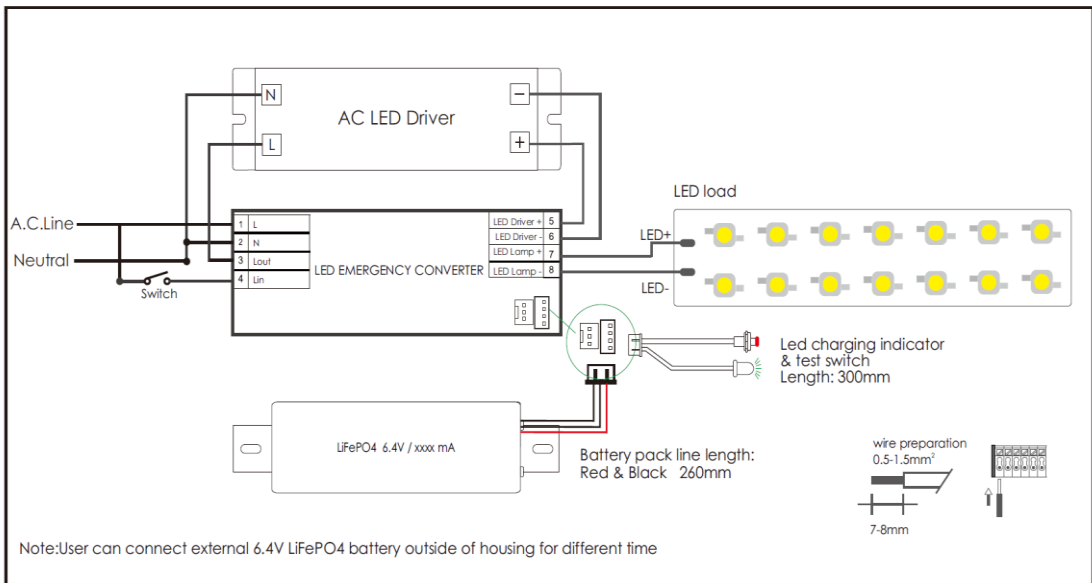 N
AC LED Driver
−
L
+
LED load
A.C.Line
Neutral
Switch
1 L
2 N
3 Lout
4 Lin
LED EMERGENCY CONVERTER
LED Driver + 5
LED Driver - 6
LED Lamp + 7
LED Lamp - 8
LED+
LED-
Led charging indicator
& test switch
Length: 300mm
LiFePO4 6.4V / xxxx mA
Battery pack line length:
Red & Black 260mm
wire preparation
0.5-1.5mm²
7-8mm
Note:User can connect external 6.4V LiFePO4 battery outside of housing for different time